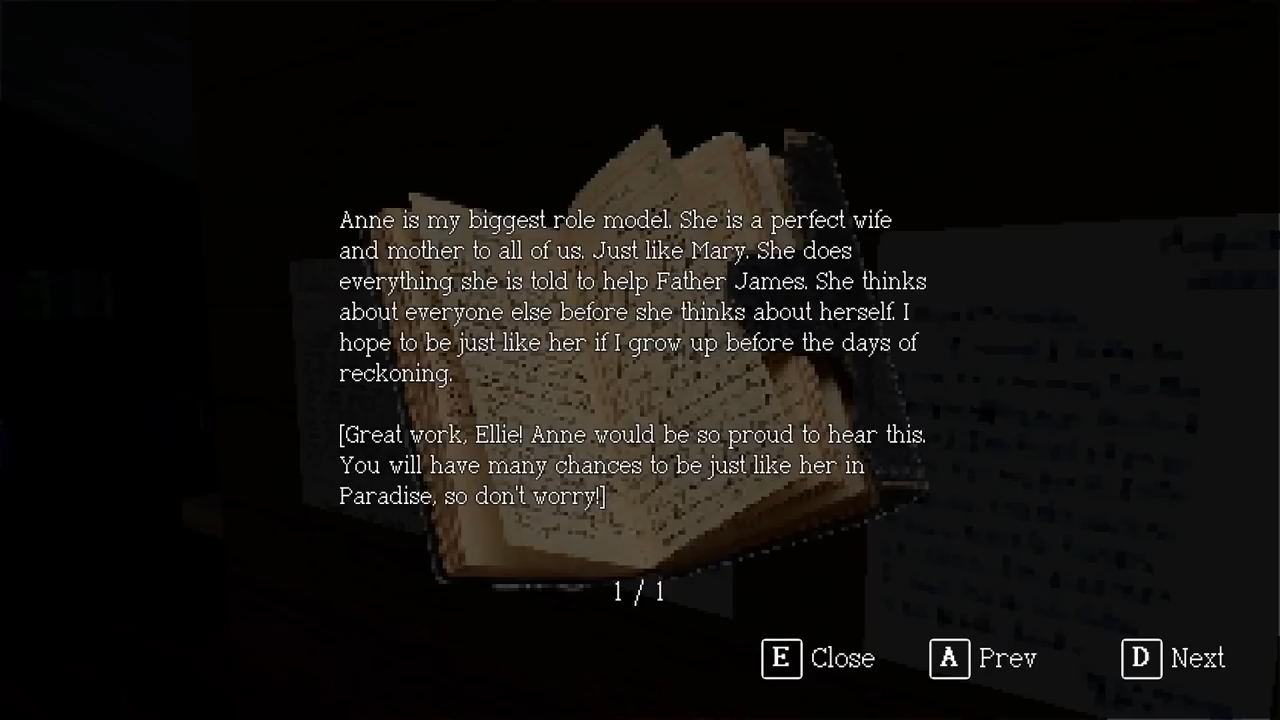 Anne is my biggest role model. She is a perfect wife
and mother to all of us. Just like Mary. She does
everything she is told to help Father James. She thinks
about everyone else before she thinks about herself. I
hope to be just like her if I grow up before the days of
reckoning.
[Great work, Ellie! Anne would be so proud to hear this.
You will have many chances to be just like her in
Paradise, so don't worry!]
1 / 1
E Close A Prev D Next